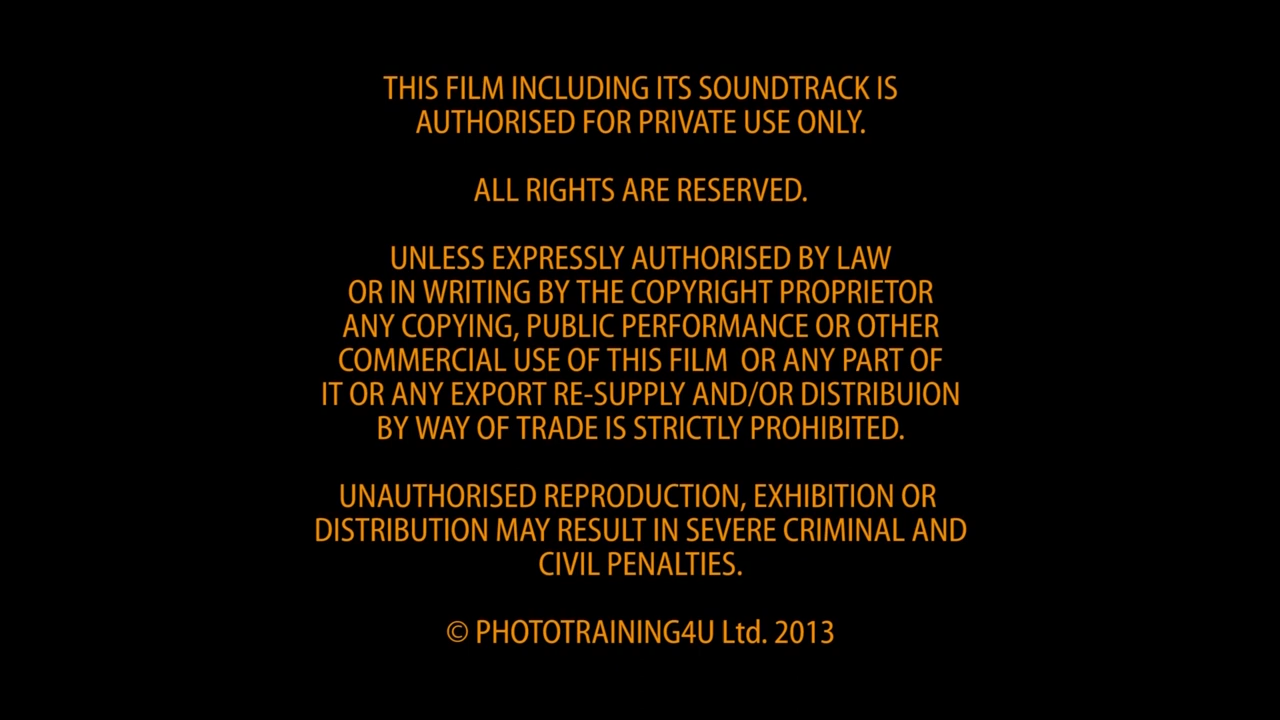 THIS FILM INCLUDING ITS SOUNDTRACK IS
AUTHORISED FOR PRIVATE USE ONLY.
ALL RIGHTS ARE RESERVED.
UNLESS EXPRESSLY AUTHORISED BY LAW
OR IN WRITING BY THE COPYRIGHT PROPRIETOR
ANY COPYING, PUBLIC PERFORMANCE OR OTHER
COMMERCIAL USE OF THIS FILM  OR ANY PART OF
IT OR ANY EXPORT RE-SUPPLY AND/OR DISTRIBUION
BY WAY OF TRADE IS STRICTLY PROHIBITED.
UNAUTHORISED REPRODUCTION, EXHIBITION OR
DISTRIBUTION MAY RESULT IN SEVERE CRIMINAL AND
CIVIL PENALTIES.
© PHOTOTRAINING4U Ltd. 2013